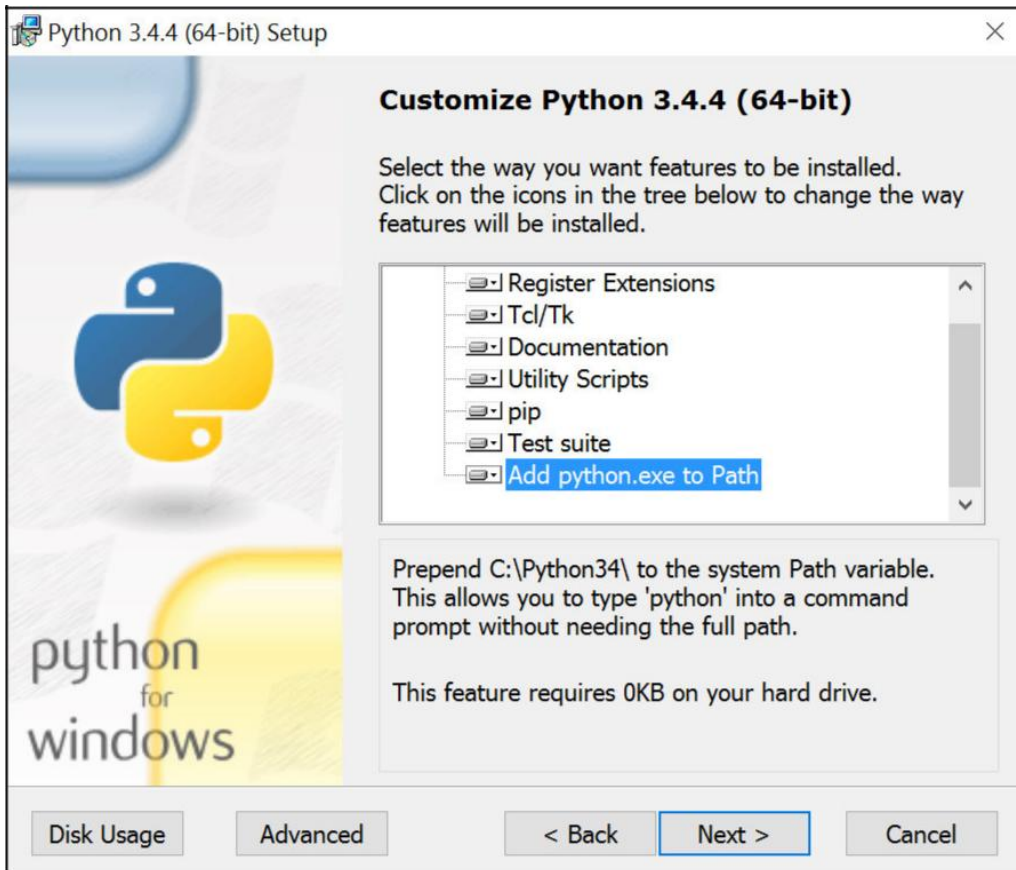 Python 3.4.4 (64-bit) Setup
Customize Python 3.4.4 (64-bit)
Select the way you want features to be installed.
Click on the icons in the tree below to change the way
features will be installed.
Register Extensions
Tcl/Tk
Documentation
Utility Scripts
pip
Test suite
Add python.exe to Path
Prepend C:\Python34\ to the system Path variable.
This allows you to type 'python' into a command
prompt without needing the full path.
This feature requires 0KB on your hard drive.
python
for
windows
Disk Usage
Advanced
< Back
Next >
Cancel